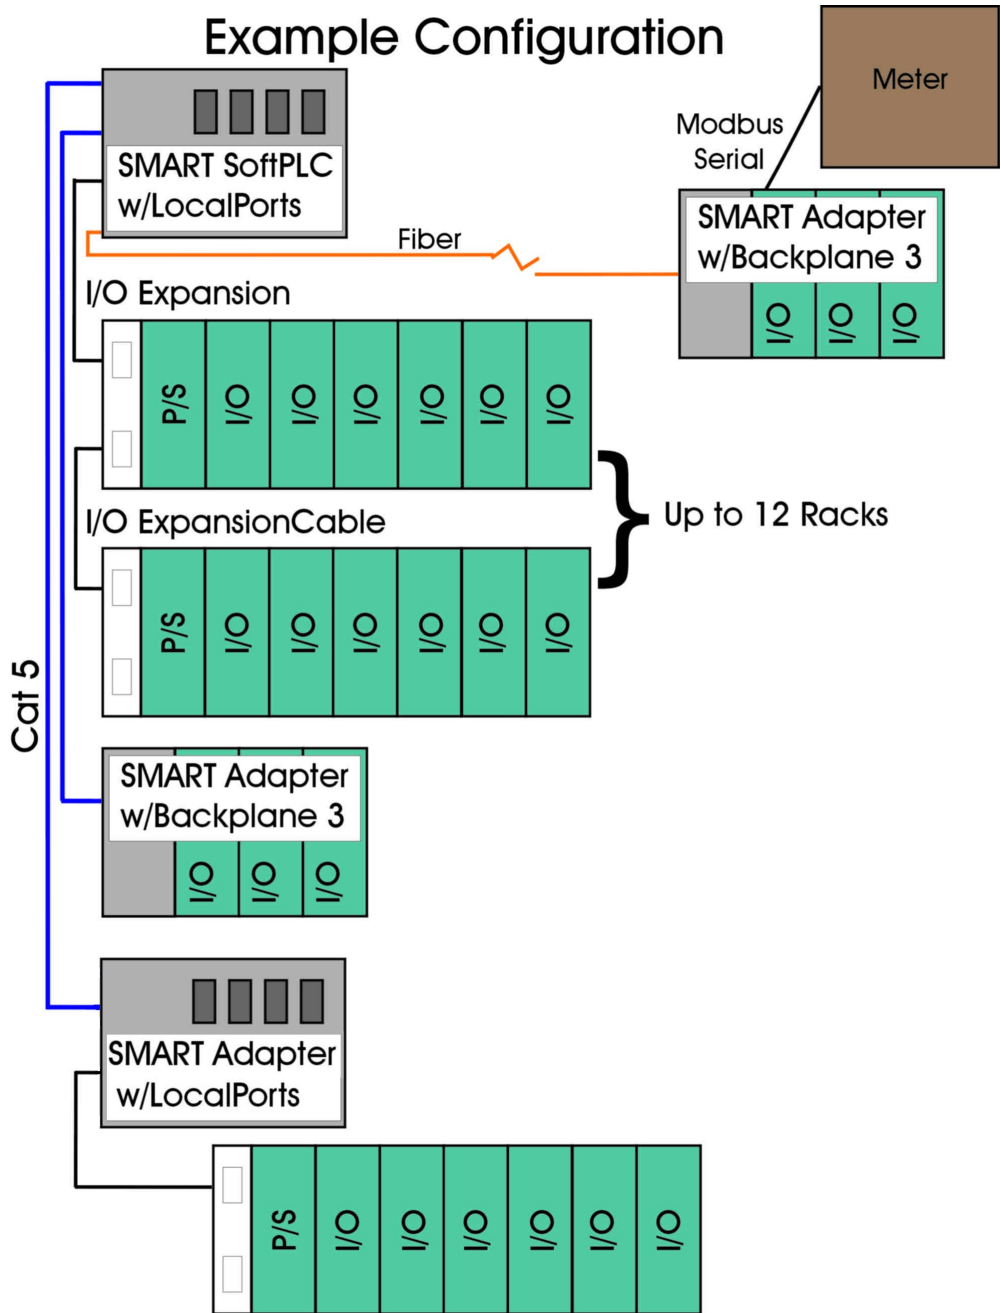 Example Configuration
Meter
Modbus
Serial
SMART SoftPLC
w/LocalPorts
SMART Adapter
w/Backplane 3
I/O I/O I/O
Fiber
I/O Expansion
P/S I/O I/O I/O I/O I/O I/O
I/O ExpansionCable
Up to 12 Racks
P/S I/O I/O I/O I/O I/O I/O
Cat 5
SMART Adapter
w/Backplane 3
I/O I/O I/O
SMART Adapter
w/LocalPorts
P/S I/O I/O I/O I/O I/O I/O